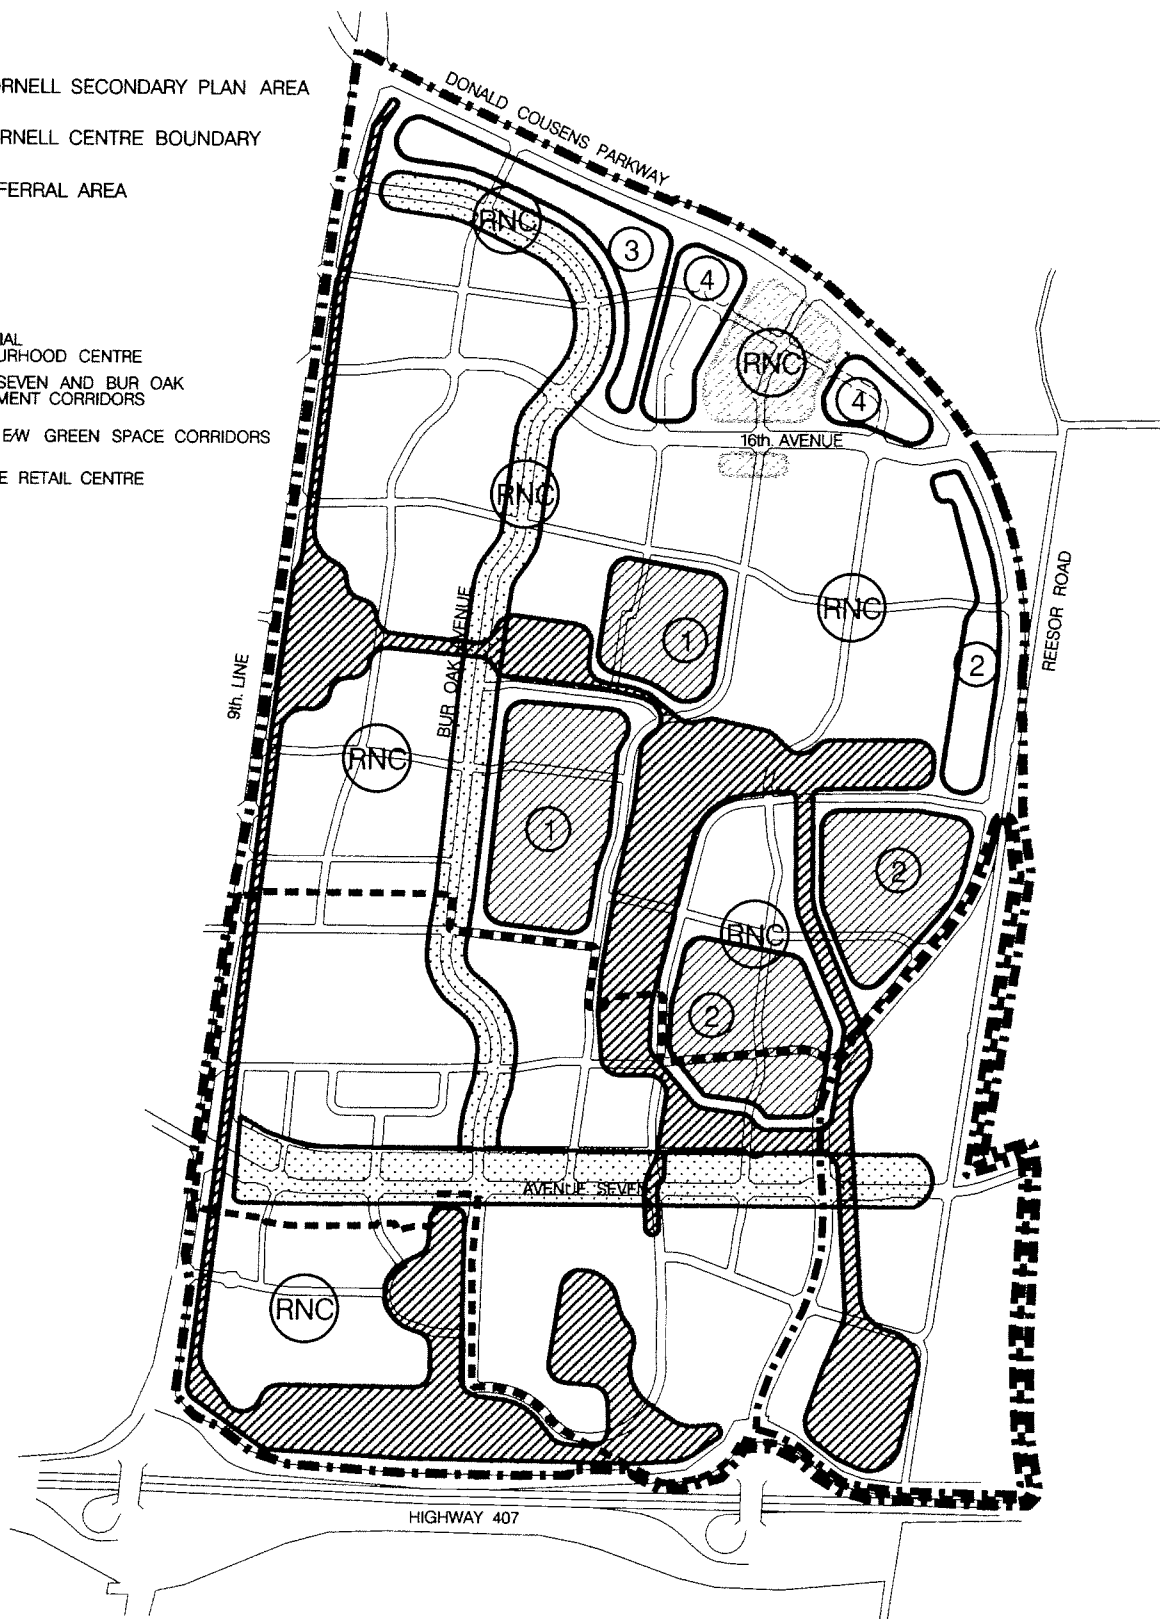 RNELL SECONDARY PLAN AREA
RNELL CENTRE BOUNDARY
FERRAL AREA
IAL
URHOOD CENTRE
SEVEN AND BUR OAK
MENT CORRIDORS
E/W GREEN SPACE CORRIDORS
E RETAIL CENTRE
DONALD COUSENS PARKWAY
RNC
3
4
RNC
4
16th. AVENUE
RNC
REESOR ROAD
RNC
BUR OAK AVENUE
1
2
9th. LINE
RNC
1
2
RNC
2
AVENUE SEVEN
RNC
HIGHWAY 407